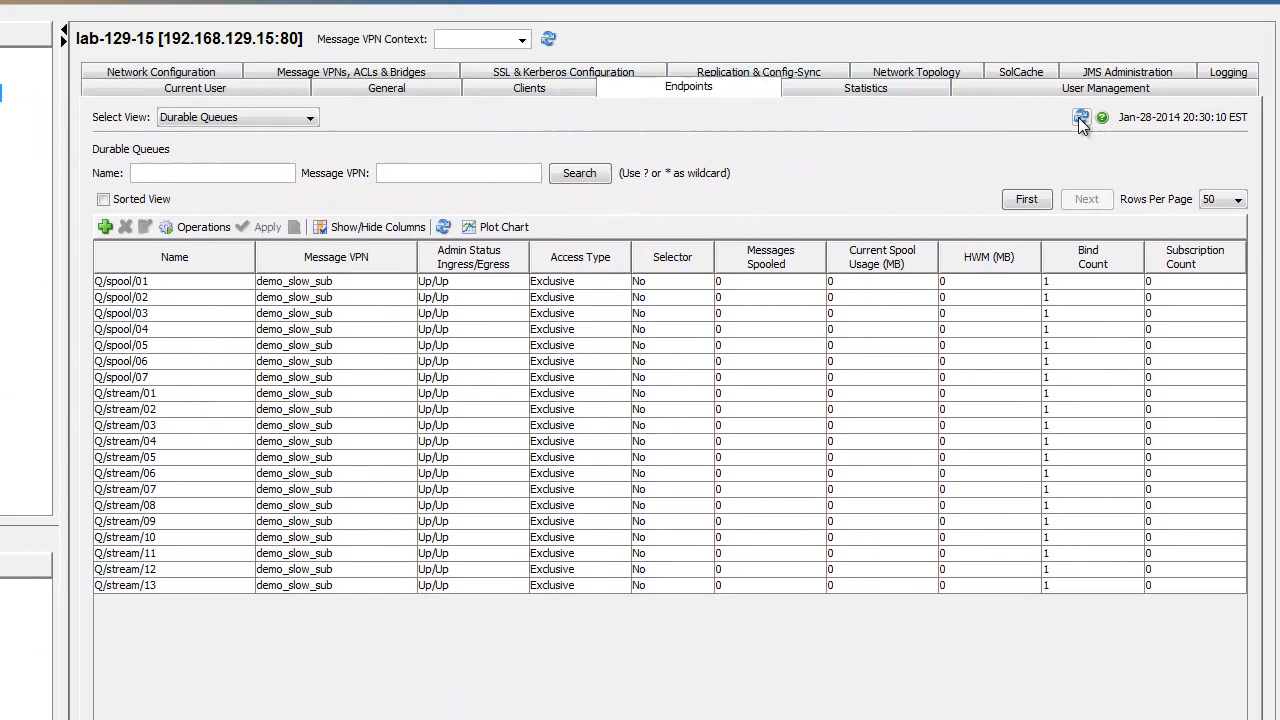 lab-129-15 [192.168.129.15:80] Message VPN Context:
Network Configuration Message VPNs, ACLs & Bridges SSL & Kerberos Configuration Replication & Config-Sync Network Topology SolCache JMS Administration Logging
Current User General Clients Endpoints Statistics User Management
Select View: Durable Queues Jan-28-2014 20:30:10 EST
Durable Queues
Name: Message VPN: Search (Use ? or * as wildcard)
Sorted View First Next Rows Per Page 50
Operations Apply Show/Hide Columns Plot Chart
Name Message VPN Admin Status Ingress/Egress Access Type Selector Messages Spooled Current Spool Usage (MB) HWM (MB) Bind Count Subscription Count
Q/spool/01 demo_slow_sub Up/Up Exclusive No 0 0 0 1 0
Q/spool/02 demo_slow_sub Up/Up Exclusive No 0 0 0 1 0
Q/spool/03 demo_slow_sub Up/Up Exclusive No 0 0 0 1 0
Q/spool/04 demo_slow_sub Up/Up Exclusive No 0 0 0 1 0
Q/spool/05 demo_slow_sub Up/Up Exclusive No 0 0 0 1 0
Q/spool/06 demo_slow_sub Up/Up Exclusive No 0 0 0 1 0
Q/spool/07 demo_slow_sub Up/Up Exclusive No 0 0 0 1 0
Q/stream/01 demo_slow_sub Up/Up Exclusive No 0 0 0 1 0
Q/stream/02 demo_slow_sub Up/Up Exclusive No 0 0 0 1 0
Q/stream/03 demo_slow_sub Up/Up Exclusive No 0 0 0 1 0
Q/stream/04 demo_slow_sub Up/Up Exclusive No 0 0 0 1 0
Q/stream/05 demo_slow_sub Up/Up Exclusive No 0 0 0 1 0
Q/stream/06 demo_slow_sub Up/Up Exclusive No 0 0 0 1 0
Q/stream/07 demo_slow_sub Up/Up Exclusive No 0 0 0 1 0
Q/stream/08 demo_slow_sub Up/Up Exclusive No 0 0 0 1 0
Q/stream/09 demo_slow_sub Up/Up Exclusive No 0 0 0 1 0
Q/stream/10 demo_slow_sub Up/Up Exclusive No 0 0 0 1 0
Q/stream/11 demo_slow_sub Up/Up Exclusive No 0 0 0 1 0
Q/stream/12 demo_slow_sub Up/Up Exclusive No 0 0 0 1 0
Q/stream/13 demo_slow_sub Up/Up Exclusive No 0 0 0 1 0